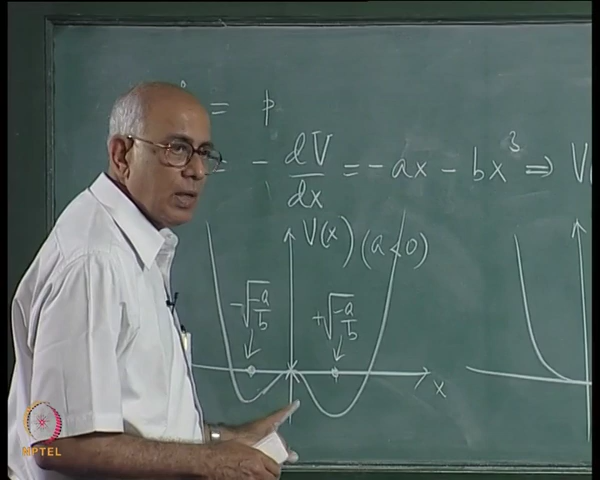 = p
= - dV/dx = -ax - bx³ ⇒ V
V(x) (a<0)
-√(-a/b)
+√(-a/b)
x
NPTEL